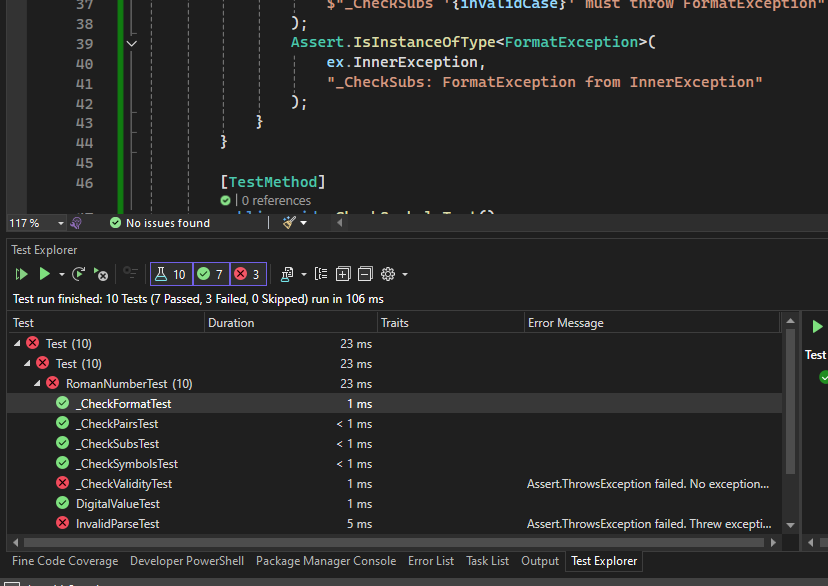 37 $"_CheckSubs '{invalidCase}' must throw FormatException"
38 );
39 Assert.IsInstanceOfType<FormatException>(
40 ex.InnerException,
41 "_CheckSubs: FormatException from InnerException"
42 );
43 }
44 }
45
46 [TestMethod]
| 0 references
117 % No issues found
Test Explorer
10 7 3
Test run finished: 10 Tests (7 Passed, 3 Failed, 0 Skipped) run in 106 ms
Test Duration Traits Error Message
Test (10) 23 ms
Test (10) 23 ms
Test
RomanNumberTest (10) 23 ms
_CheckFormatTest 1 ms
_CheckPairsTest < 1 ms
_CheckSubsTest < 1 ms
_CheckSymbolsTest < 1 ms
_CheckValidityTest 1 ms Assert.ThrowsException failed. No exception...
DigitalValueTest 1 ms
InvalidParseTest 5 ms Assert.ThrowsException failed. Threw excepti...
Fine Code Coverage Developer PowerShell Package Manager Console Error List Task List Output Test Explorer